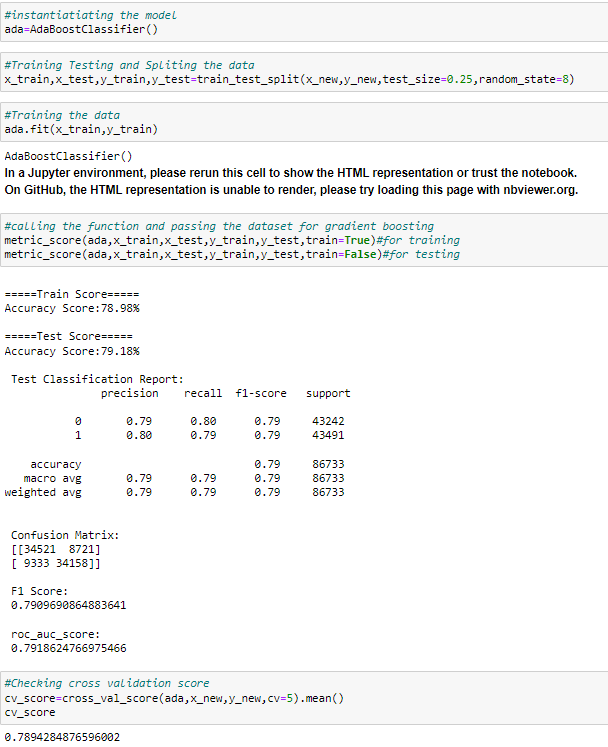 #instantiatiating the model
ada=AdaBoostClassifier()
#Training Testing and Spliting the data
x_train,x_test,y_train,y_test=train_test_split(x_new,y_new,test_size=0.25,random_state=8)
#Training the data
ada.fit(x_train,y_train)
AdaBoostClassifier()
In a Jupyter environment, please rerun this cell to show the HTML representation or trust the notebook.
On GitHub, the HTML representation is unable to render, please try loading this page with nbviewer.org.
#calling the function and passing the dataset for gradient boosting
metric_score(ada,x_train,x_test,y_train,y_test,train=True)#for training
metric_score(ada,x_train,x_test,y_train,y_test,train=False)#for testing
=====Train Score=====
Accuracy Score:78.98%
=====Test Score=====
Accuracy Score:79.18%
Test Classification Report:
precision recall f1-score support
0 0.79 0.80 0.79 43242
1 0.80 0.79 0.79 43491
accuracy 0.79 86733
macro avg 0.79 0.79 0.79 86733
weighted avg 0.79 0.79 0.79 86733
Confusion Matrix:
[[34521 8721]
[ 9333 34158]]
F1 Score:
0.7909690864883641
roc_auc_score:
0.7918624766975466
#Checking cross validation score
cv_score=cross_val_score(ada,x_new,y_new,cv=5).mean()
cv_score
0.7894284876596002